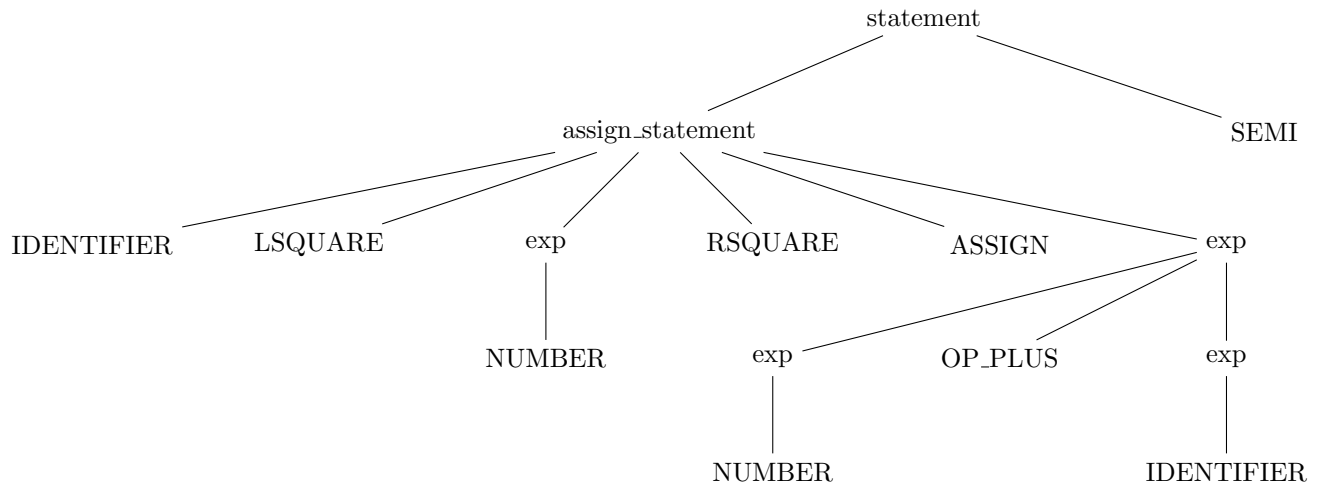 statement
assign_statement SEMI
IDENTIFIER LSQUARE exp RSQUARE ASSIGN exp
NUMBER exp OP_PLUS exp
NUMBER IDENTIFIER